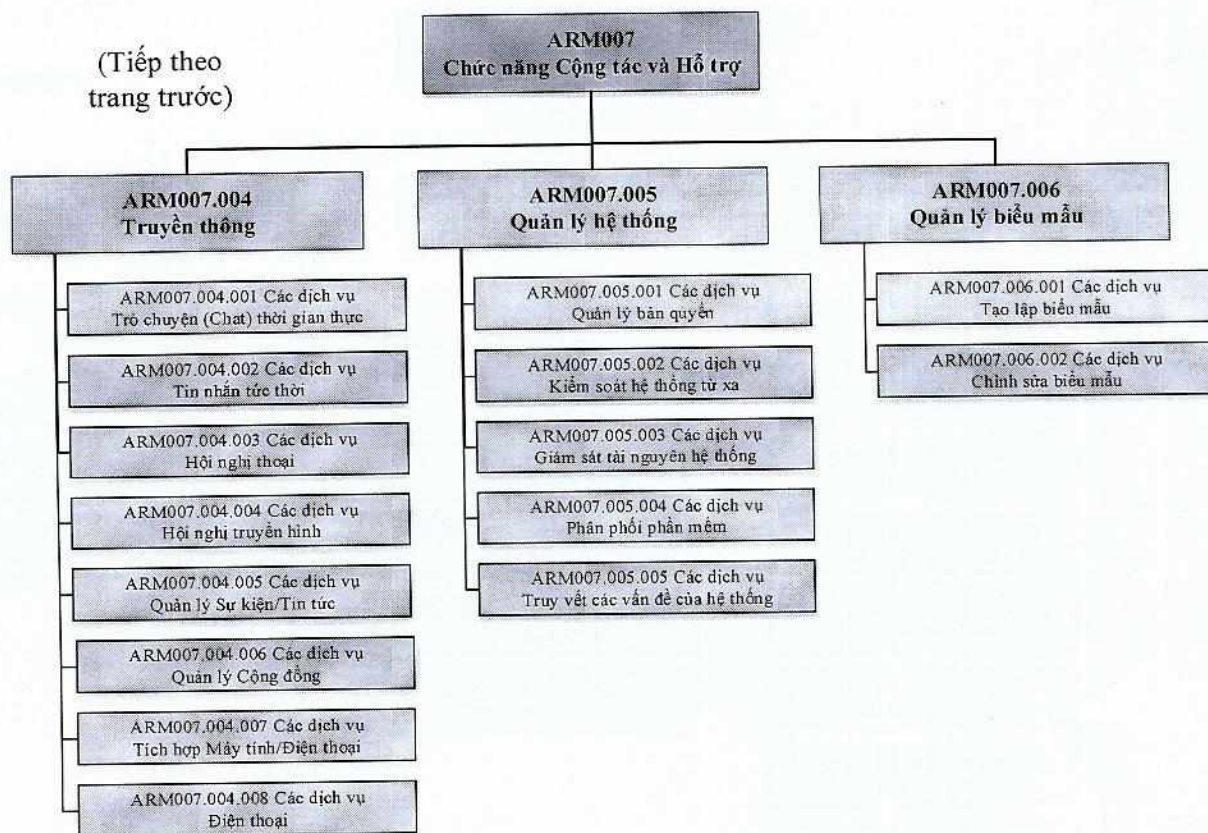 (Tiếp theo
trang trước)
ARM007
Chức năng Cộng tác và Hỗ trợ
ARM007.004
Truyền thông
ARM007.004.001 Các dịch vụ
Trò chuyện (Chat) thời gian thực
ARM007.004.002 Các dịch vụ
Tin nhắn tức thời
ARM007.004.003 Các dịch vụ
Hội nghị thoại
ARM007.004.004 Các dịch vụ
Hội nghị truyền hình
ARM007.004.005 Các dịch vụ
Quản lý Sự kiện/Tin tức
ARM007.004.006 Các dịch vụ
Quản lý Cộng đồng
ARM007.004.007 Các dịch vụ
Tích hợp Máy tính/Điện thoại
ARM007.004.008 Các dịch vụ
Điện thoại
ARM007.005
Quản lý hệ thống
ARM007.005.001 Các dịch vụ
Quản lý bản quyền
ARM007.005.002 Các dịch vụ
Kiểm soát hệ thống từ xa
ARM007.005.003 Các dịch vụ
Giám sát tài nguyên hệ thống
ARM007.005.004 Các dịch vụ
Phân phối phần mềm
ARM007.005.005 Các dịch vụ
Truy vết các vấn đề của hệ thống
ARM007.006
Quản lý biểu mẫu
ARM007.006.001 Các dịch vụ
Tạo lập biểu mẫu
ARM007.006.002 Các dịch vụ
Chỉnh sửa biểu mẫu